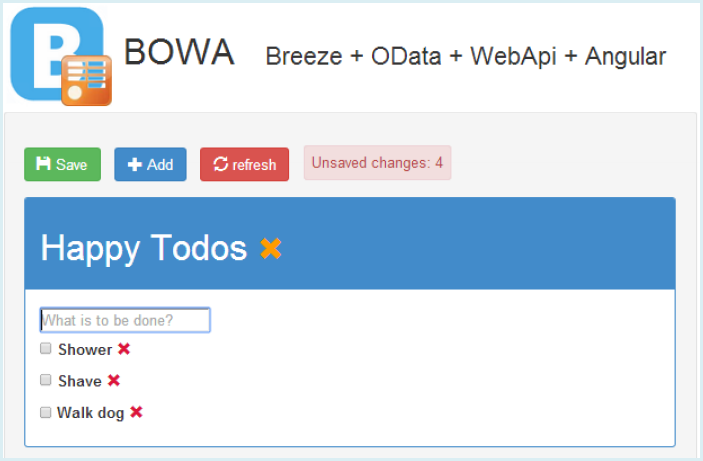 B
BOWA Breeze + OData + WebApi + Angular
Save Add refresh Unsaved changes: 4
Happy Todos
What is to be done?
Shower
Shave
Walk dog